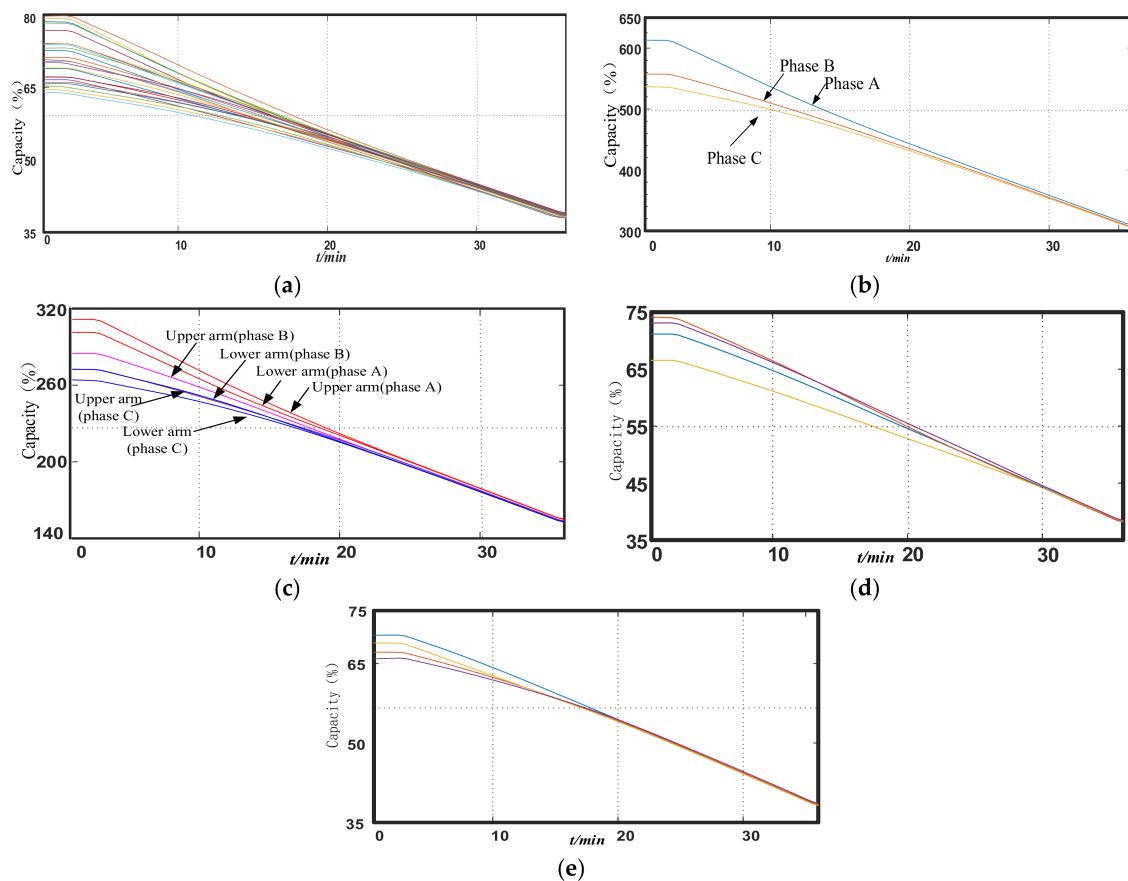 80
65
50
35
Capacity (%)
10
20
30
t/min
(a)
650
600
500
400
300
Capacity (%)
Phase B
Phase A
Phase C
0
10
20
30
t/min
(b)
320
260
200
140
Capacity (%)
Upper arm(phase B)
Lower arm(phase B)
Lower arm(phase A)
Upper arm(phase A)
Upper arm
(phase C)
Lower arm
(phase C)
0
10
20
30
t/min
(c)
75
65
55
45
35
Capacity (%)
0
10
20
30
t/min
(d)
75
65
50
35
Capacity (%)
0
10
20
30
t/min
(e)